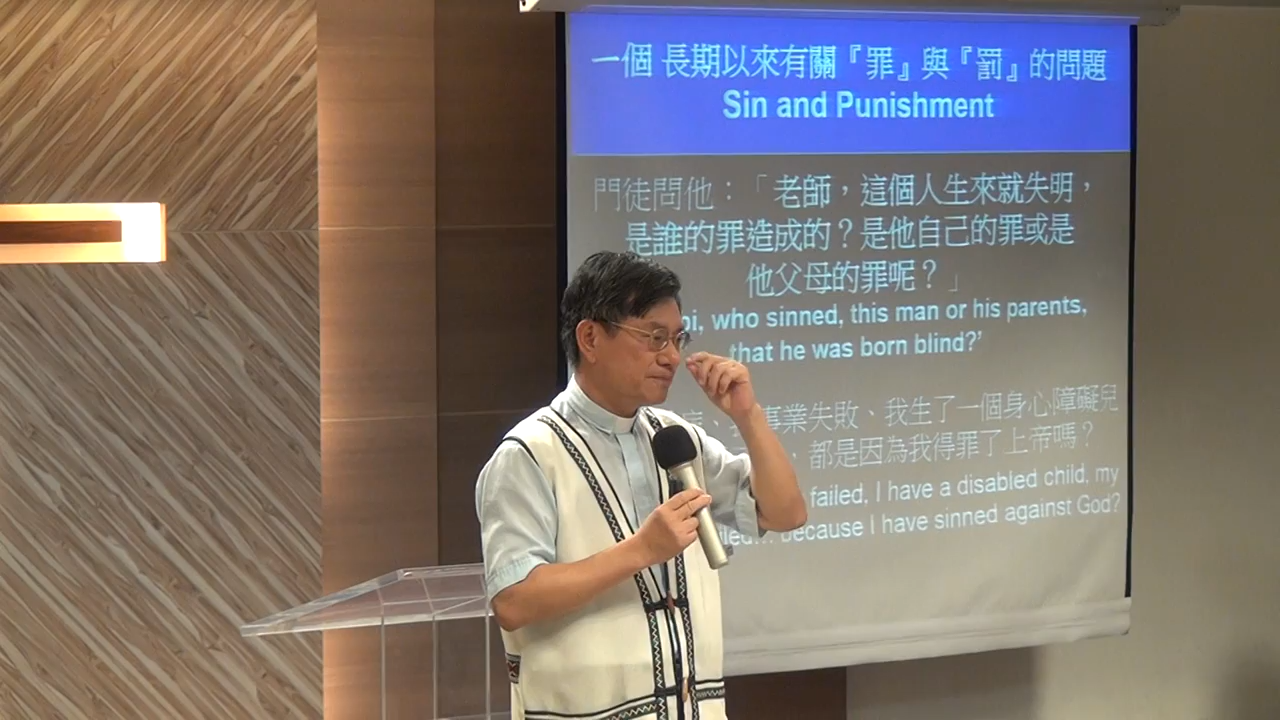 一個 長期以來有關『罪』與『罰』的問題
Sin and Punishment
門徒問他：「老師，這個人生來就失明，
是誰的罪造成的？是他自己的罪或是
他父母的罪呢？」
who sinned, this man or his parents,
that he was born blind?’
事業失敗、我生了一個身心障礙兒
、都是因為我得罪了上帝嗎？
failed, I have a disabled child, my
because I have sinned against God?